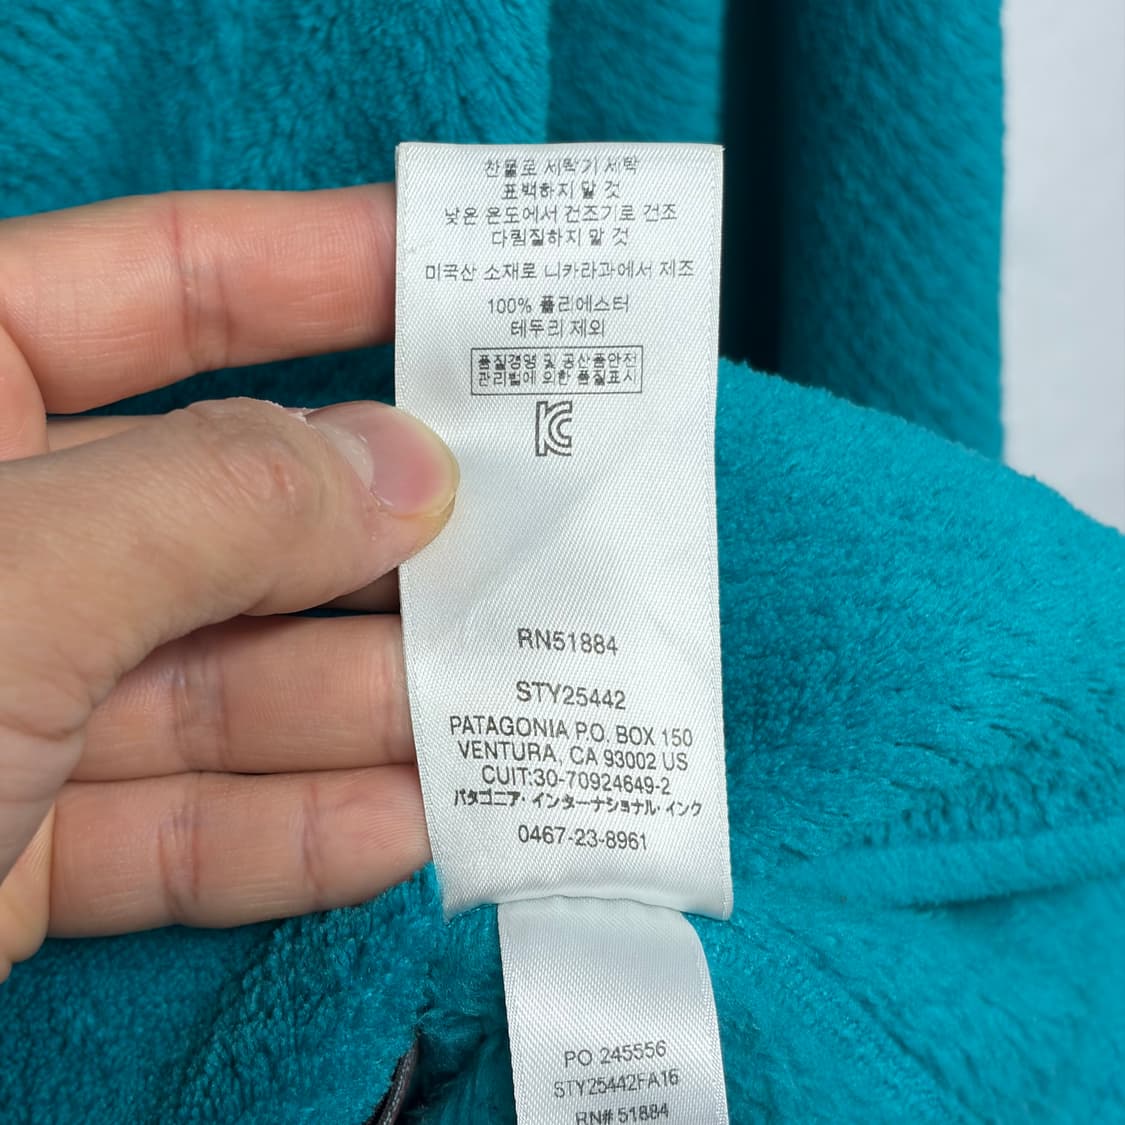 찬물로 세탁기 세탁
표백하지 말 것
낮은 온도에서 건조기로 건조
다림질하지 말 것
미국산 소재로 니카라과에서 제조
100% 폴리에스터
테두리 제외
품질경영 및 공산품안전
관리법에 의한 품질표시
KC
RN51884
STY25442
PATAGONIA P.O. BOX 150
VENTURA, CA 93002 US
CUIT:30-70924649-2
パタゴニア・インターナショナル・インク
0467-23-8961
PO 245556
STY25442FA16
RN# 51884